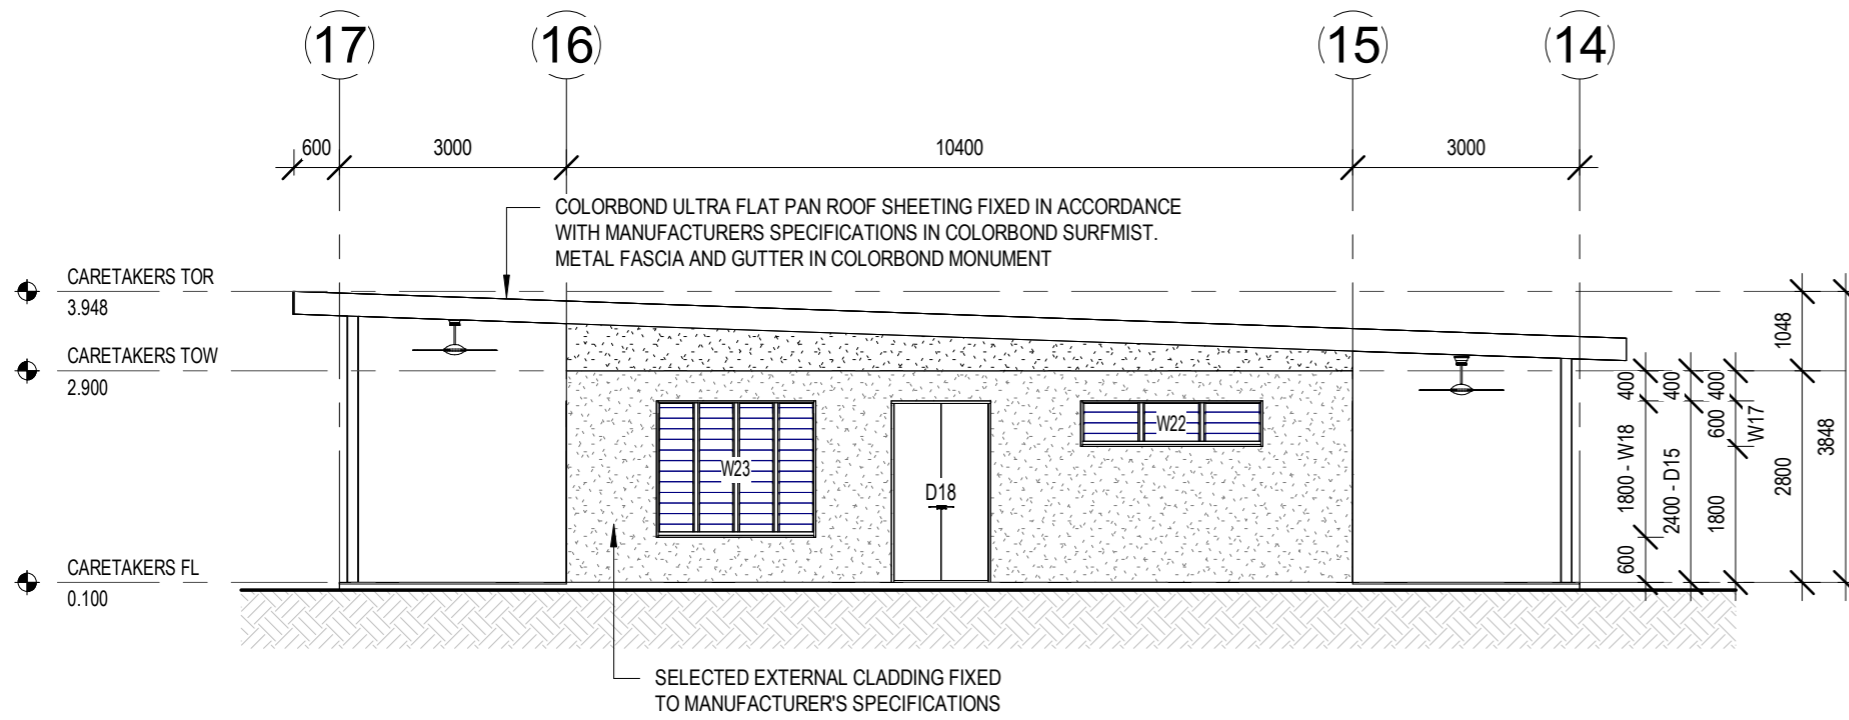 17 16 15 14
600 3000 10400 3000
COLORBOND ULTRA FLAT PAN ROOF SHEETING FIXED IN ACCORDANCE
WITH MANUFACTURERS SPECIFICATIONS IN COLORBOND SURFMIST.
METAL FASCIA AND GUTTER IN COLORBOND MONUMENT
CARETAKERS TOR
3.948
CARETAKERS TOW
2.900
CARETAKERS FL
0.100
W23
D18
W22
400
1800 - W18
600
400
2400 - D15
400
600
W17
1800
1048
2800
3848
SELECTED EXTERNAL CLADDING FIXED
TO MANUFACTURER'S SPECIFICATIONS